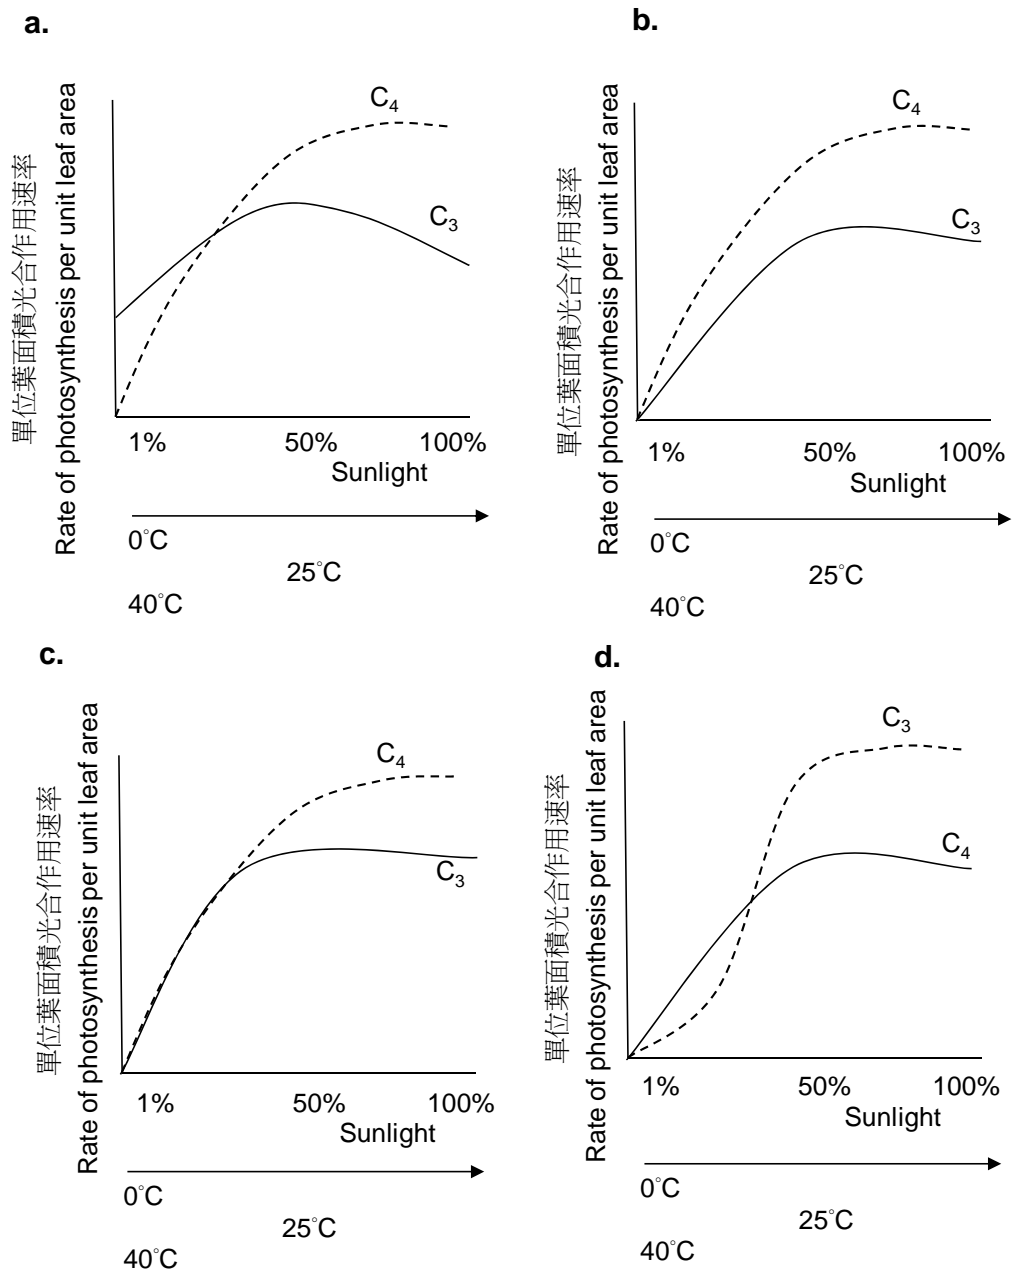 a.
單位葉面積光合作用速率
Rate of photosynthesis per unit leaf area
C₄
C₃
1% 50% 100%
Sunlight
0°C
25°C
40°C
b.
單位葉面積光合作用速率
Rate of photosynthesis per unit leaf area
C₄
C₃
1% 50% 100%
Sunlight
0°C
25°C
40°C
c.
單位葉面積光合作用速率
Rate of photosynthesis per unit leaf area
C₄
C₃
1% 50% 100%
Sunlight
0°C
25°C
40°C
d.
單位葉面積光合作用速率
Rate of photosynthesis per unit leaf area
C₃
C₄
1% 50% 100%
Sunlight
0°C
25°C
40°C